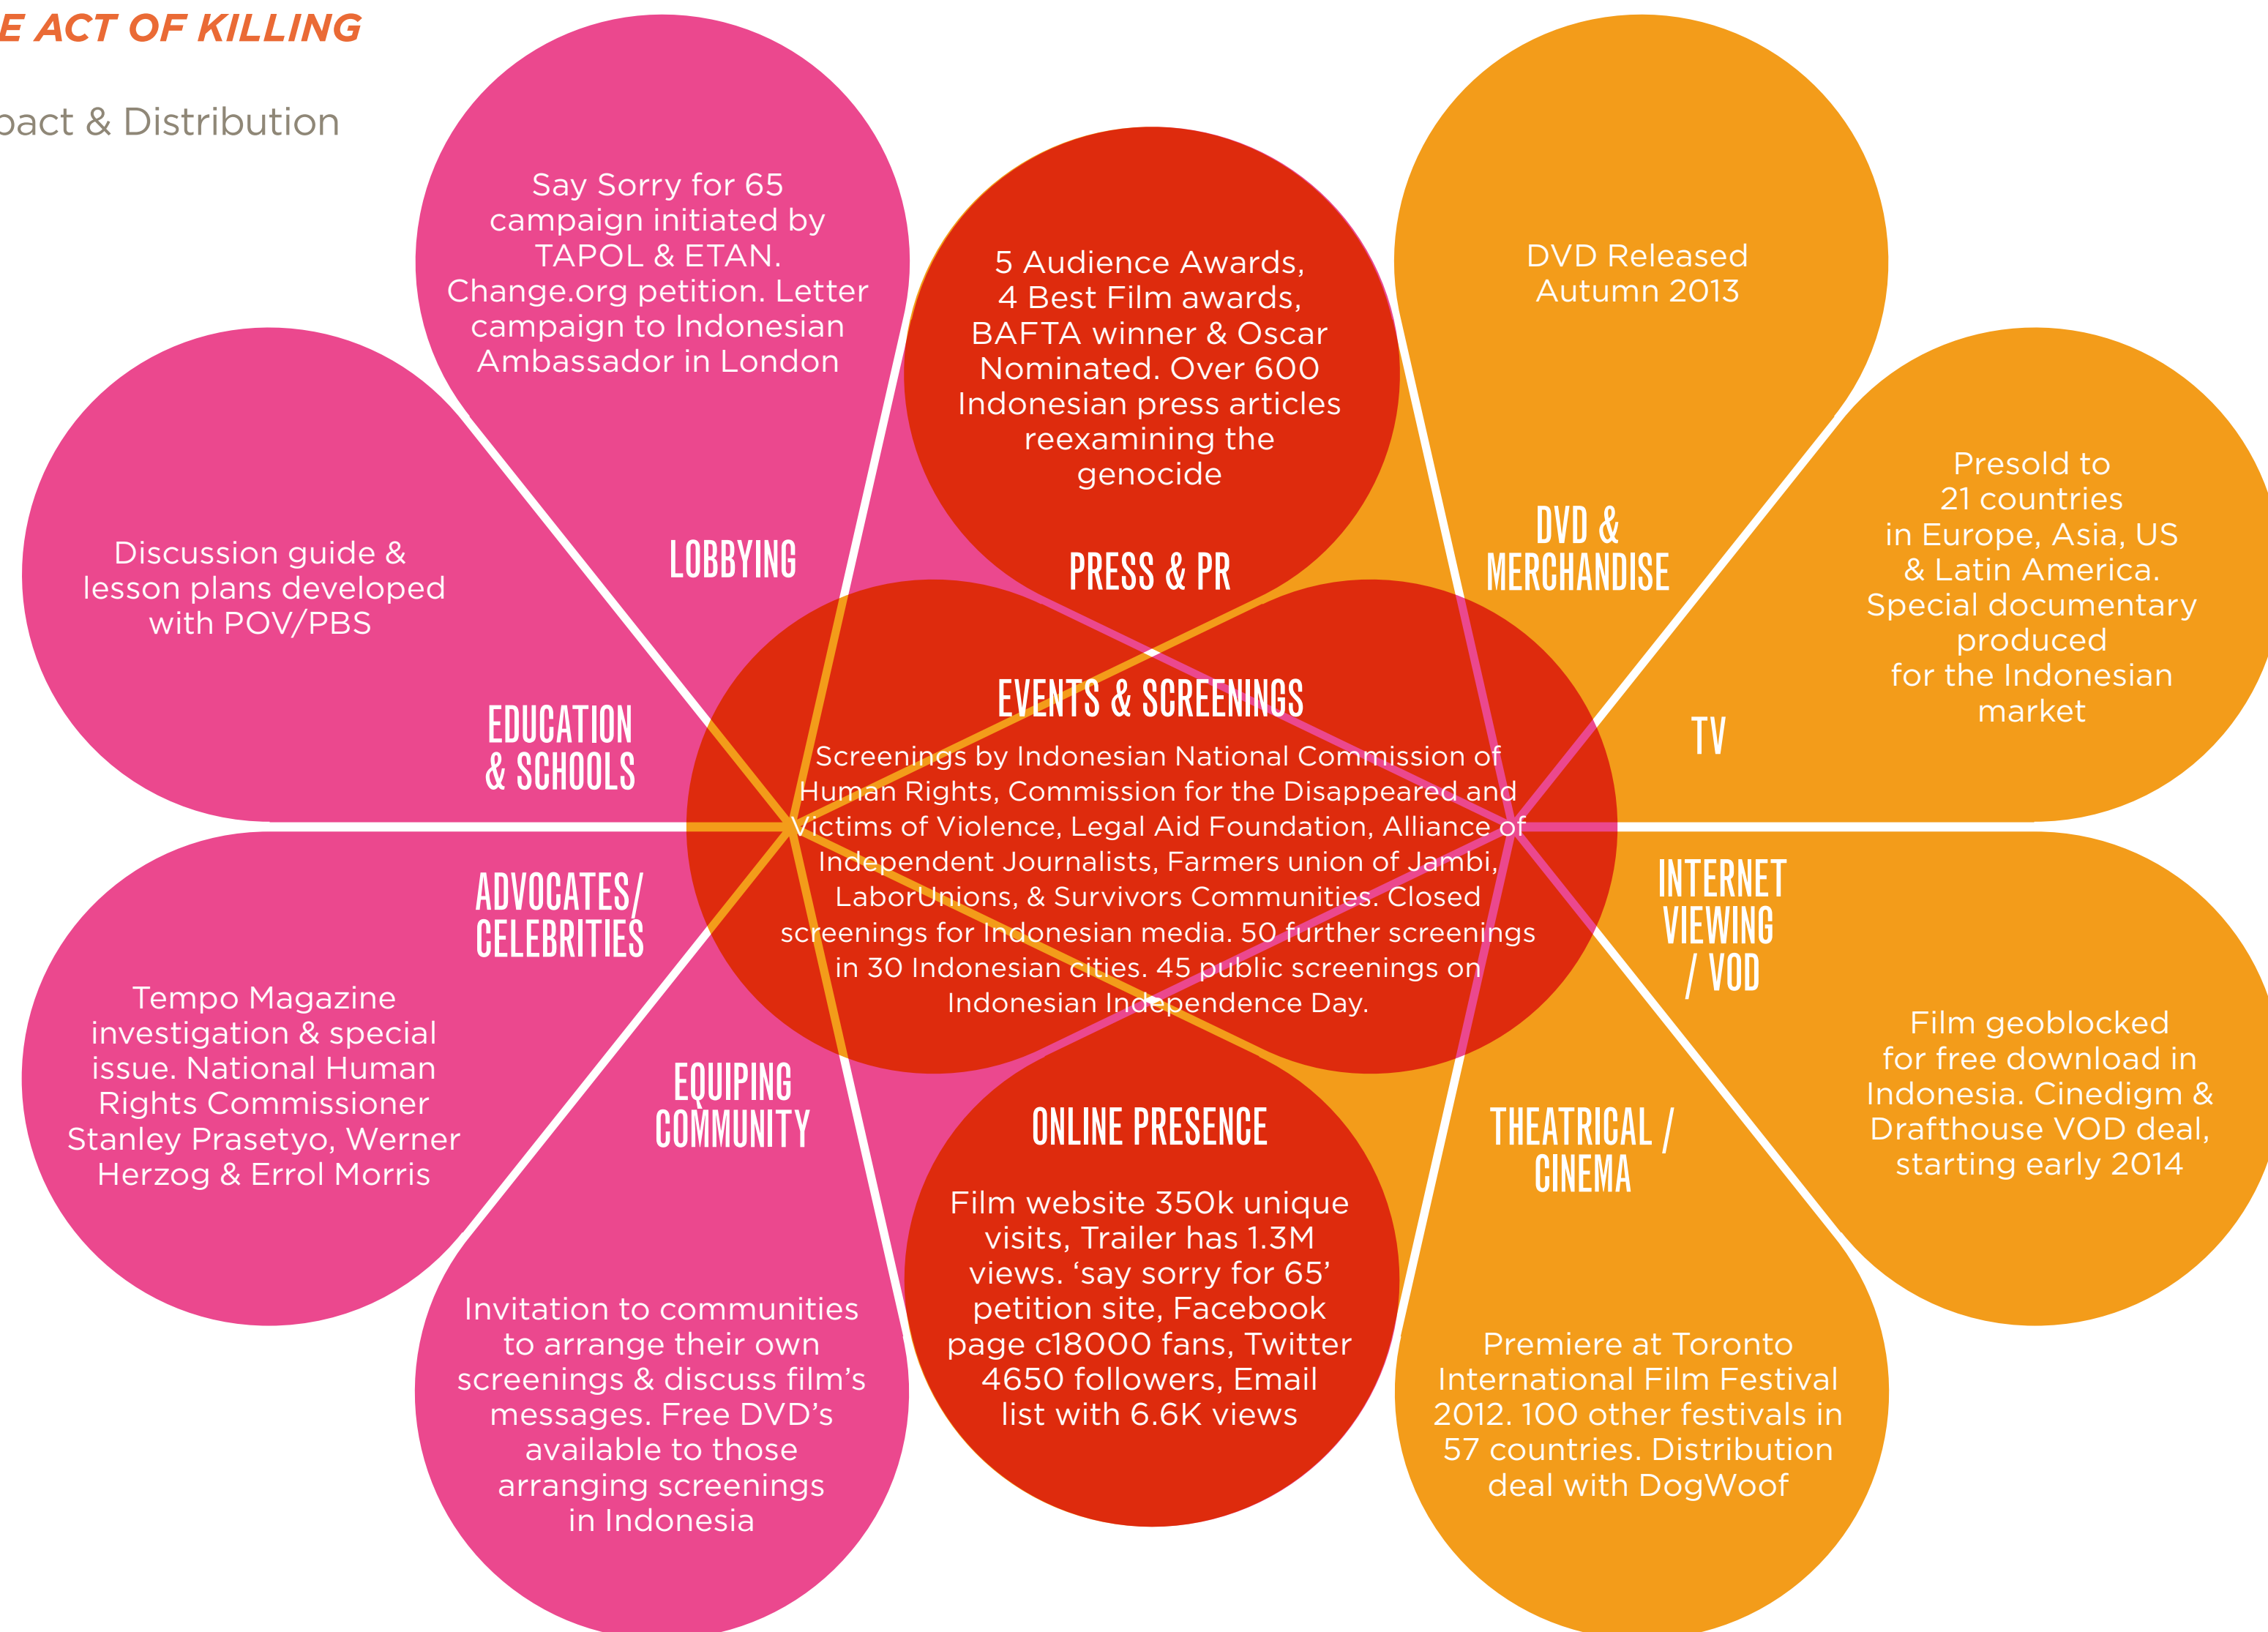 E ACT OF KILLING
pact & Distribution
Say Sorry for 65
campaign initiated by
TAPOL & ETAN.
Change.org petition. Letter
campaign to Indonesian
Ambassador in London
LOBBYING
5 Audience Awards,
4 Best Film awards,
BAFTA winner & Oscar
Nominated. Over 600
Indonesian press articles
reexamining the
genocide
PRESS & PR
DVD Released
Autumn 2013
DVD &
MERCHANDISE
Presold to
21 countries
in Europe, Asia, US
& Latin America.
Special documentary
produced
for the Indonesian
market
TV
Discussion guide &
lesson plans developed
with POV/PBS
EDUCATION
& SCHOOLS
EVENTS & SCREENINGS
Screenings by Indonesian National Commission of
Human Rights, Commission for the Disappeared and
Victims of Violence, Legal Aid Foundation, Alliance of
Independent Journalists, Farmers union of Jambi,
LaborUnions, & Survivors Communities. Closed
screenings for Indonesian media. 50 further screenings
in 30 Indonesian cities. 45 public screenings on
Indonesian Independence Day.
ADVOCATES/
CELEBRITIES
Tempo Magazine
investigation & special
issue. National Human
Rights Commissioner
Stanley Prasetyo, Werner
Herzog & Errol Morris
EQUIPING
COMMUNITY
Invitation to communities
to arrange their own
screenings & discuss film's
messages. Free DVD's
available to those
arranging screenings
in Indonesia
ONLINE PRESENCE
Film website 350k unique
visits, Trailer has 1.3M
views. ‘say sorry for 65’
petition site, Facebook
page c18000 fans, Twitter
4650 followers, Email
list with 6.6K views
THEATRICAL /
CINEMA
Premiere at Toronto
International Film Festival
2012. 100 other festivals in
57 countries. Distribution
deal with DogWoof
INTERNET
VIEWING
/ VOD
Film geoblocked
for free download in
Indonesia. Cinedigm &
Drafthouse VOD deal,
starting early 2014